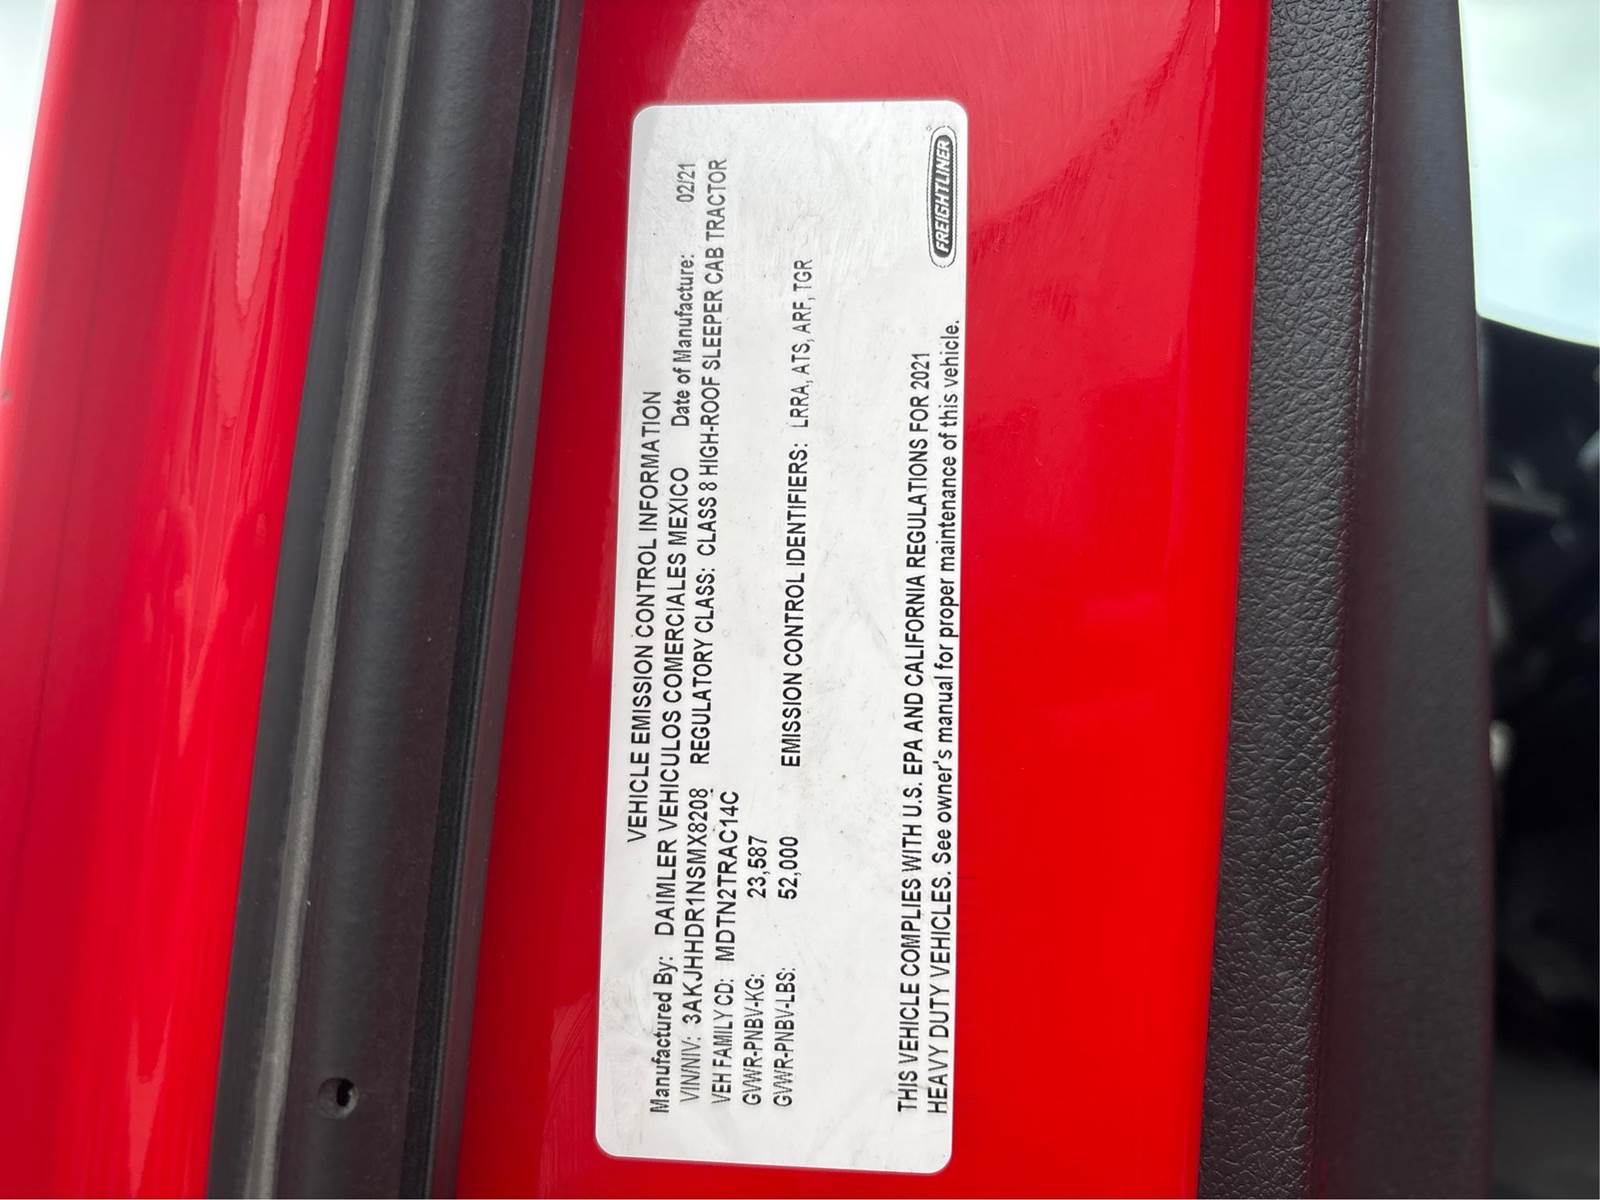 VEHICLE EMISSION CONTROL INFORMATION
Manufactured By: DAIMLER VEHICULOS COMERCIALES MEXICO Date of Manufacture: 02/21
VIN/NIV: 3AKJHHDR1NSMX8208 REGULATORY CLASS: CLASS 8 HIGH-ROOF SLEEPER CAB TRACTOR
VEH FAMILY CD: MDTN2TRAC14C
GVWR-PNBV-KG: 23,587
GVWR-PNBV-LBS: 52,000 EMISSION CONTROL IDENTIFIERS: LRRA, ATS, ARF, TGR
THIS VEHICLE COMPLIES WITH U.S. EPA AND CALIFORNIA REGULATIONS FOR 2021
HEAVY DUTY VEHICLES. See owner's manual for proper maintenance of this vehicle.
FREIGHTLINER